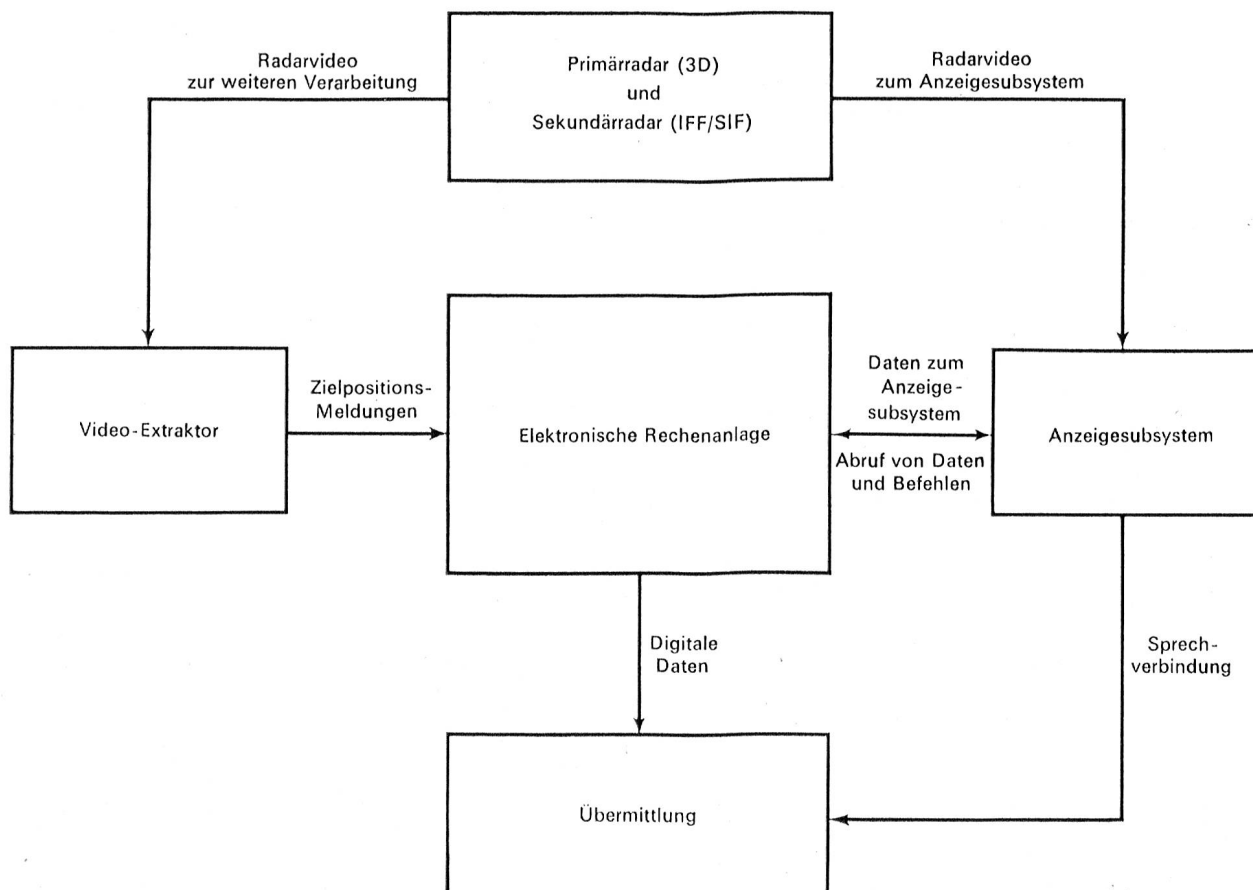 Radarvideo
zur weiteren Verarbeitung
Primärradar (3D)
und
Sekundärradar (IFF/SIF)
Radarvideo
zum Anzeigesubsystem
Video-Extraktor
Zielpositions-
Meldungen
Elektronische Rechenanlage
Daten zum
Anzeige-
subsystem
Abruf von Daten
und Befehlen
Anzeigesubsystem
Digitale
Daten
Sprech-
verbindung
Übermittlung